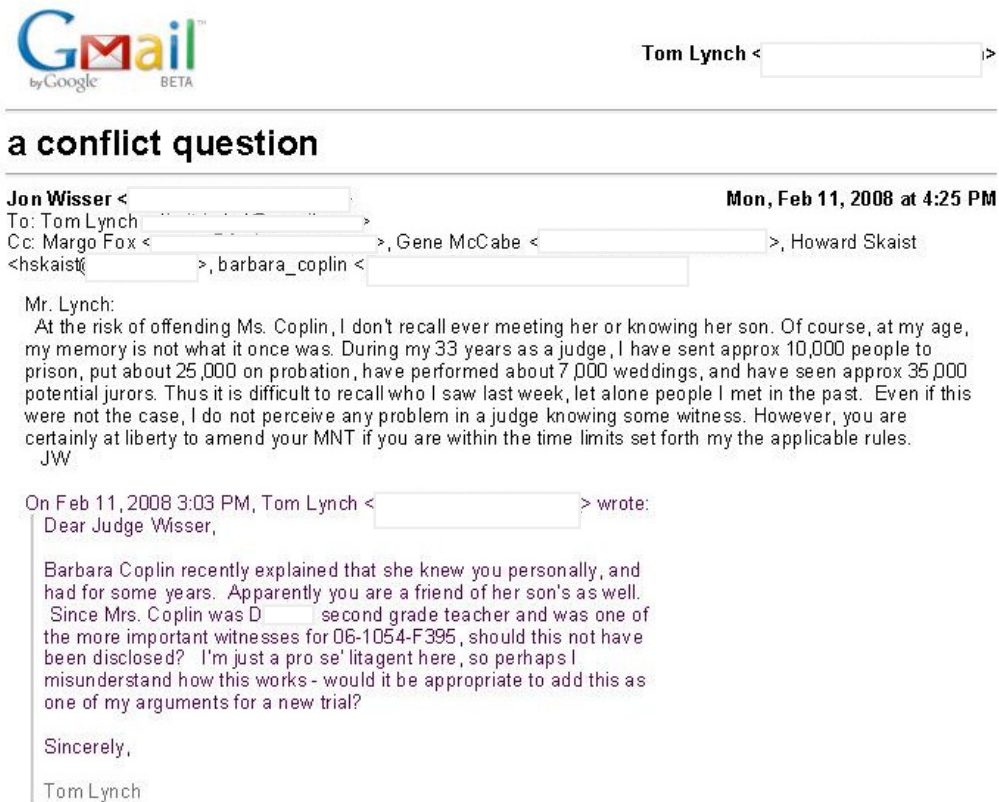 Gmail™
by Google BETA
Tom Lynch < >
a conflict question
Jon Wisser <
Mon, Feb 11, 2008 at 4:25 PM
To: Tom Lynch >
Cc: Margo Fox < >, Gene McCabe < >, Howard Skaist
<hskaist( >, barbara_coplin <
Mr. Lynch:
At the risk of offending Ms. Coplin, I don't recall ever meeting her or knowing her son. Of course, at my age,
my memory is not what it once was. During my 33 years as a judge, I have sent approx 10,000 people to
prison, put about 25,000 on probation, have performed about 7,000 weddings, and have seen approx 35,000
potential jurors. Thus it is difficult to recall who I saw last week, let alone people I met in the past. Even if this
were not the case, I do not perceive any problem in a judge knowing some witness. However, you are
certainly at liberty to amend your MNT if you are within the time limits set forth my the applicable rules.
JW
On Feb 11, 2008 3:03 PM, Tom Lynch < > wrote:
Dear Judge Wisser,
Barbara Coplin recently explained that she knew you personally, and
had for some years. Apparently you are a friend of her son's as well.
Since Mrs. Coplin was D second grade teacher and was one of
the more important witnesses for 06-1054-F395, should this not have
been disclosed? I'm just a pro se' litagent here, so perhaps I
misunderstand how this works - would it be appropriate to add this as
one of my arguments for a new trial?
Sincerely,
Tom Lynch